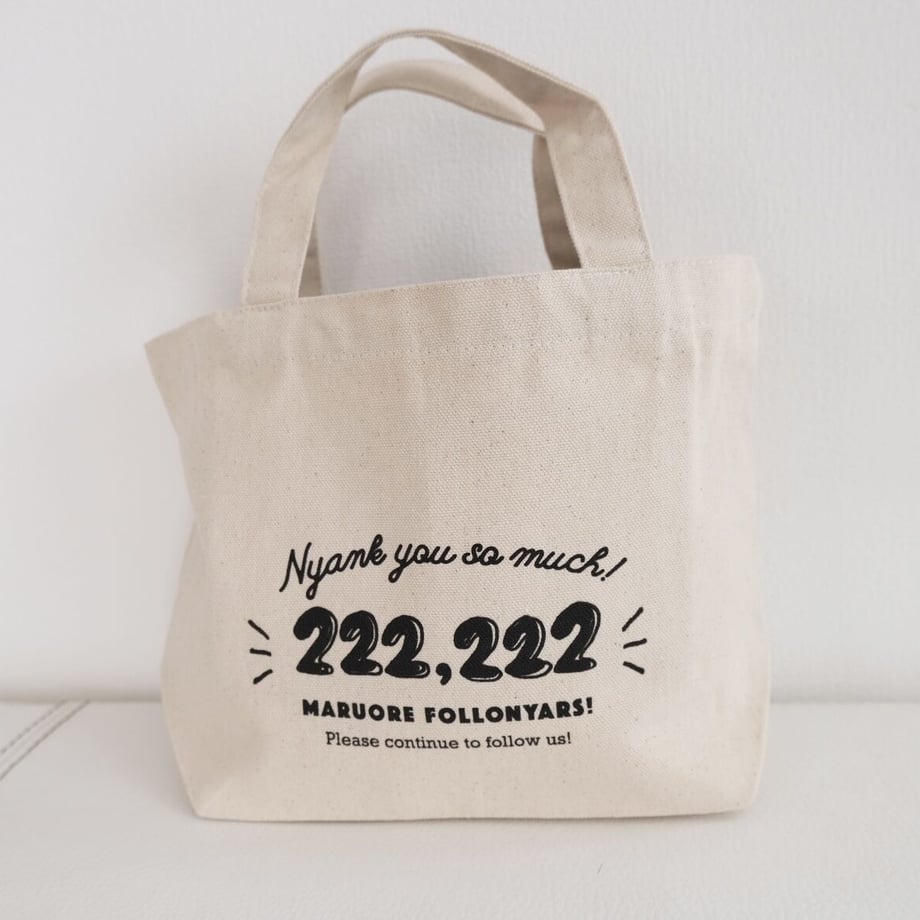 Nyank you so much!
222,222
MARUORE FOLLONYARS!
Please continue to follow us!